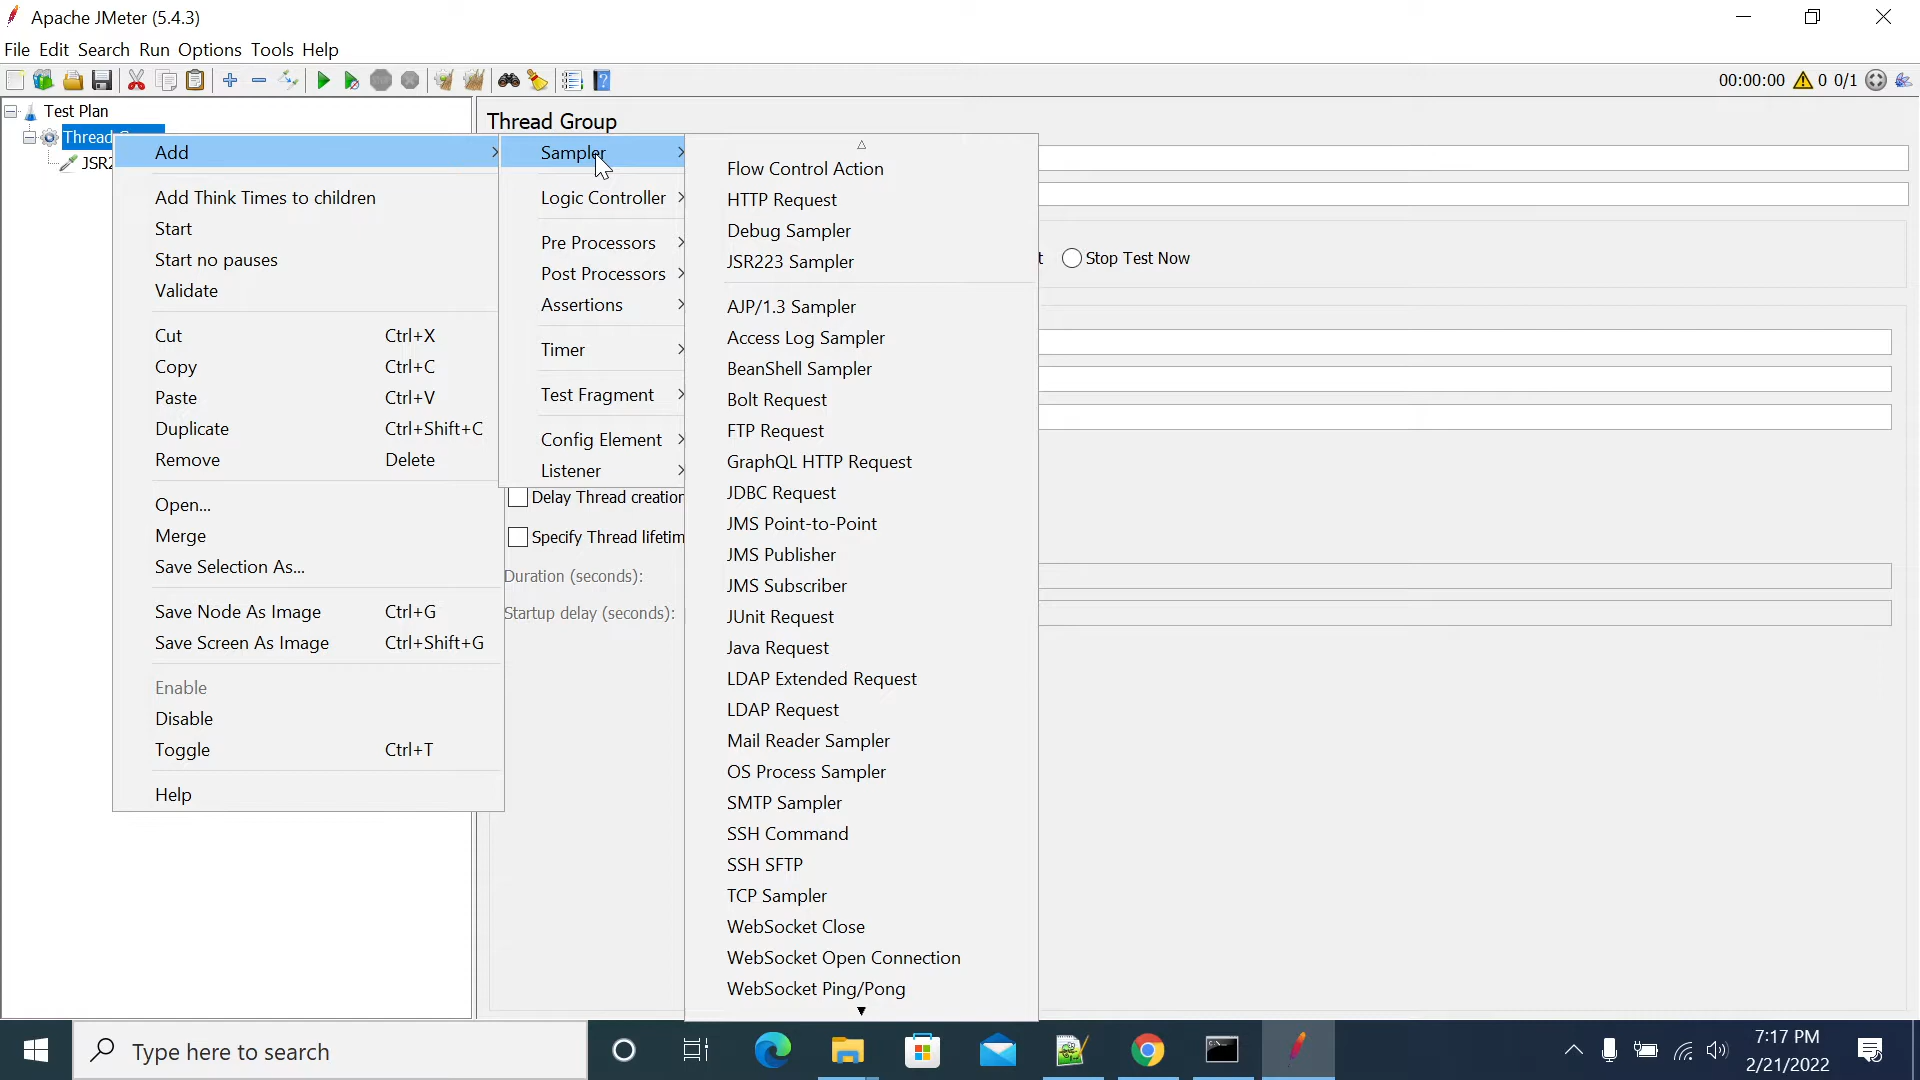 Apache JMeter (5.4.3)
File Edit Search Run Options Tools Help
00:00:00 0 0/1
Test Plan
Thread
JSR2
Thread Group
Add
Add Think Times to children
Start
Start no pauses
Validate
Cut Ctrl+X
Copy Ctrl+C
Paste Ctrl+V
Duplicate Ctrl+Shift+C
Remove Delete
Open...
Merge
Save Selection As...
Save Node As Image Ctrl+G
Save Screen As Image Ctrl+Shift+G
Enable
Disable
Toggle Ctrl+T
Help
Sampler
Logic Controller
Pre Processors
Post Processors
Assertions
Timer
Test Fragment
Config Element
Listener
Flow Control Action
HTTP Request
Debug Sampler
JSR223 Sampler
AJP/1.3 Sampler
Access Log Sampler
BeanShell Sampler
Bolt Request
FTP Request
GraphQL HTTP Request
JDBC Request
JMS Point-to-Point
JMS Publisher
JMS Subscriber
JUnit Request
Java Request
LDAP Extended Request
LDAP Request
Mail Reader Sampler
OS Process Sampler
SMTP Sampler
SSH Command
SSH SFTP
TCP Sampler
WebSocket Close
WebSocket Open Connection
WebSocket Ping/Pong
t Stop Test Now
Delay Thread creation
Specify Thread lifetim
Duration (seconds):
Startup delay (seconds):
Type here to search
7:17 PM
2/21/2022